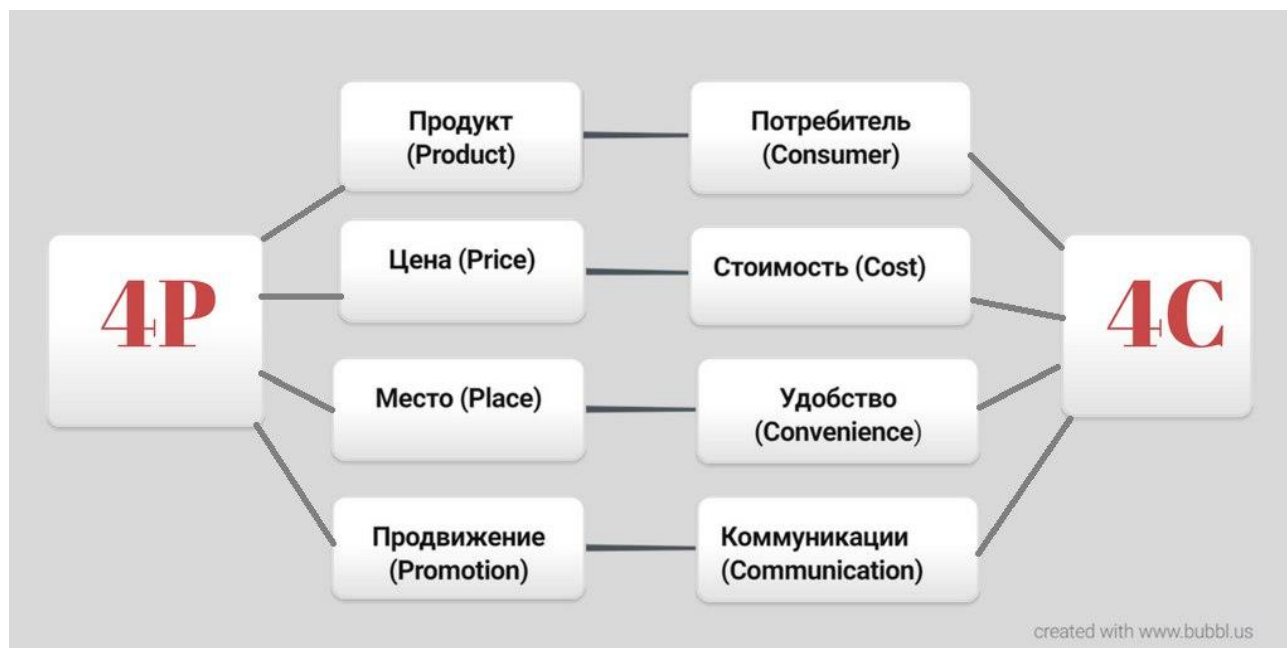 Продукт
(Product)
Потребитель
(Consumer)
Цена (Price)
Стоимость (Cost)
4P
4C
Место (Place)
Удобство
(Convenience)
Продвижение
(Promotion)
Коммуникации
(Communication)
created with www.bubbl.us